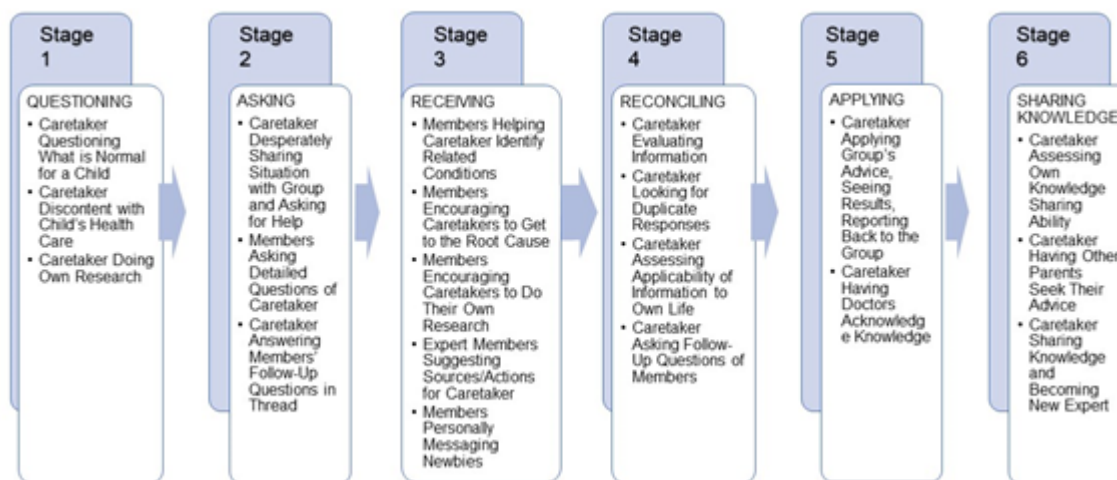 Stage
1
QUESTIONING
• Caretaker
Questioning
What is Normal
for a Child
• Caretaker
Discontent with
Child's Health
Care
• Caretaker Doing
Own Research
Stage
2
ASKING
• Caretaker
Desperately
Sharing
Situation
with Group
and Asking
for Help
• Members
Asking
Detailed
Questions of
Caretaker
• Caretaker
Answering
Members'
Follow-Up
Questions in
Thread
Stage
3
RECEIVING
• Members Helping
Caretaker Identify
Related
Conditions
• Members
Encouraging
Caretakers to Get
to the Root Cause
• Members
Encouraging
Caretakers to Do
Their Own
Research
• Expert Members
Suggesting
Sources/Actions
for Caretaker
• Members
Personally
Messaging
Newbies
Stage
4
RECONCILING
• Caretaker
Evaluating
Information
• Caretaker
Looking for
Duplicate
Responses
• Caretaker
Assessing
Applicability of
Information to
Own Life
• Caretaker
Asking Follow-
Up Questions of
Members
Stage
5
APPLYING
• Caretaker
Applying
Group's
Advice,
Seeing
Results,
Reporting
Back to the
Group
• Caretaker
Having
Doctors
Acknowledg
e Knowledge
Stage
6
SHARING
KNOWLEDGE
• Caretaker
Assessing
Own
Knowledge
Sharing
Ability
• Caretaker
Having Other
Parents
Seek Their
Advice
• Caretaker
Sharing
Knowledge
and
Becoming
New Expert